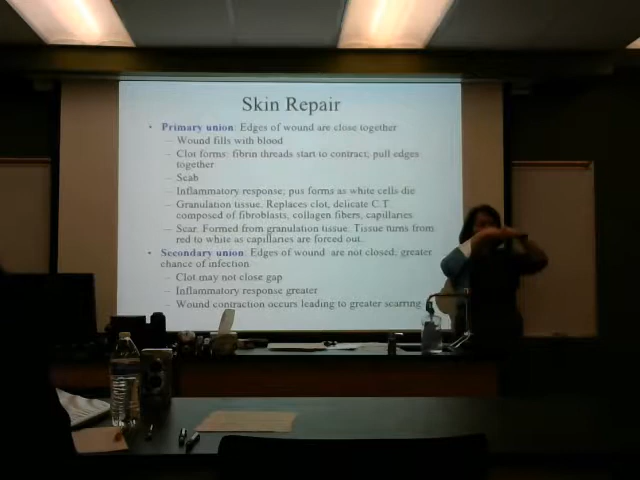 Skin Repair
• Primary union: Edges of wound are close together
– Wound fills with blood
– Clot forms: fibrin threads start to contract; pull edges
together
– Scab
– Inflammatory response; pus forms as white cells die
– Granulation tissue. Replaces clot, delicate C.T.
composed of fibroblasts, collagen fibers, capillaries
– Scar. Formed from granulation tissue. Tissue turns from
red to white as capillaries are forced out.
• Secondary union: Edges of wound are not closed; greater
chance of infection
– Clot may not close gap
– Inflammatory response greater
– Wound contraction occurs leading to greater scarring